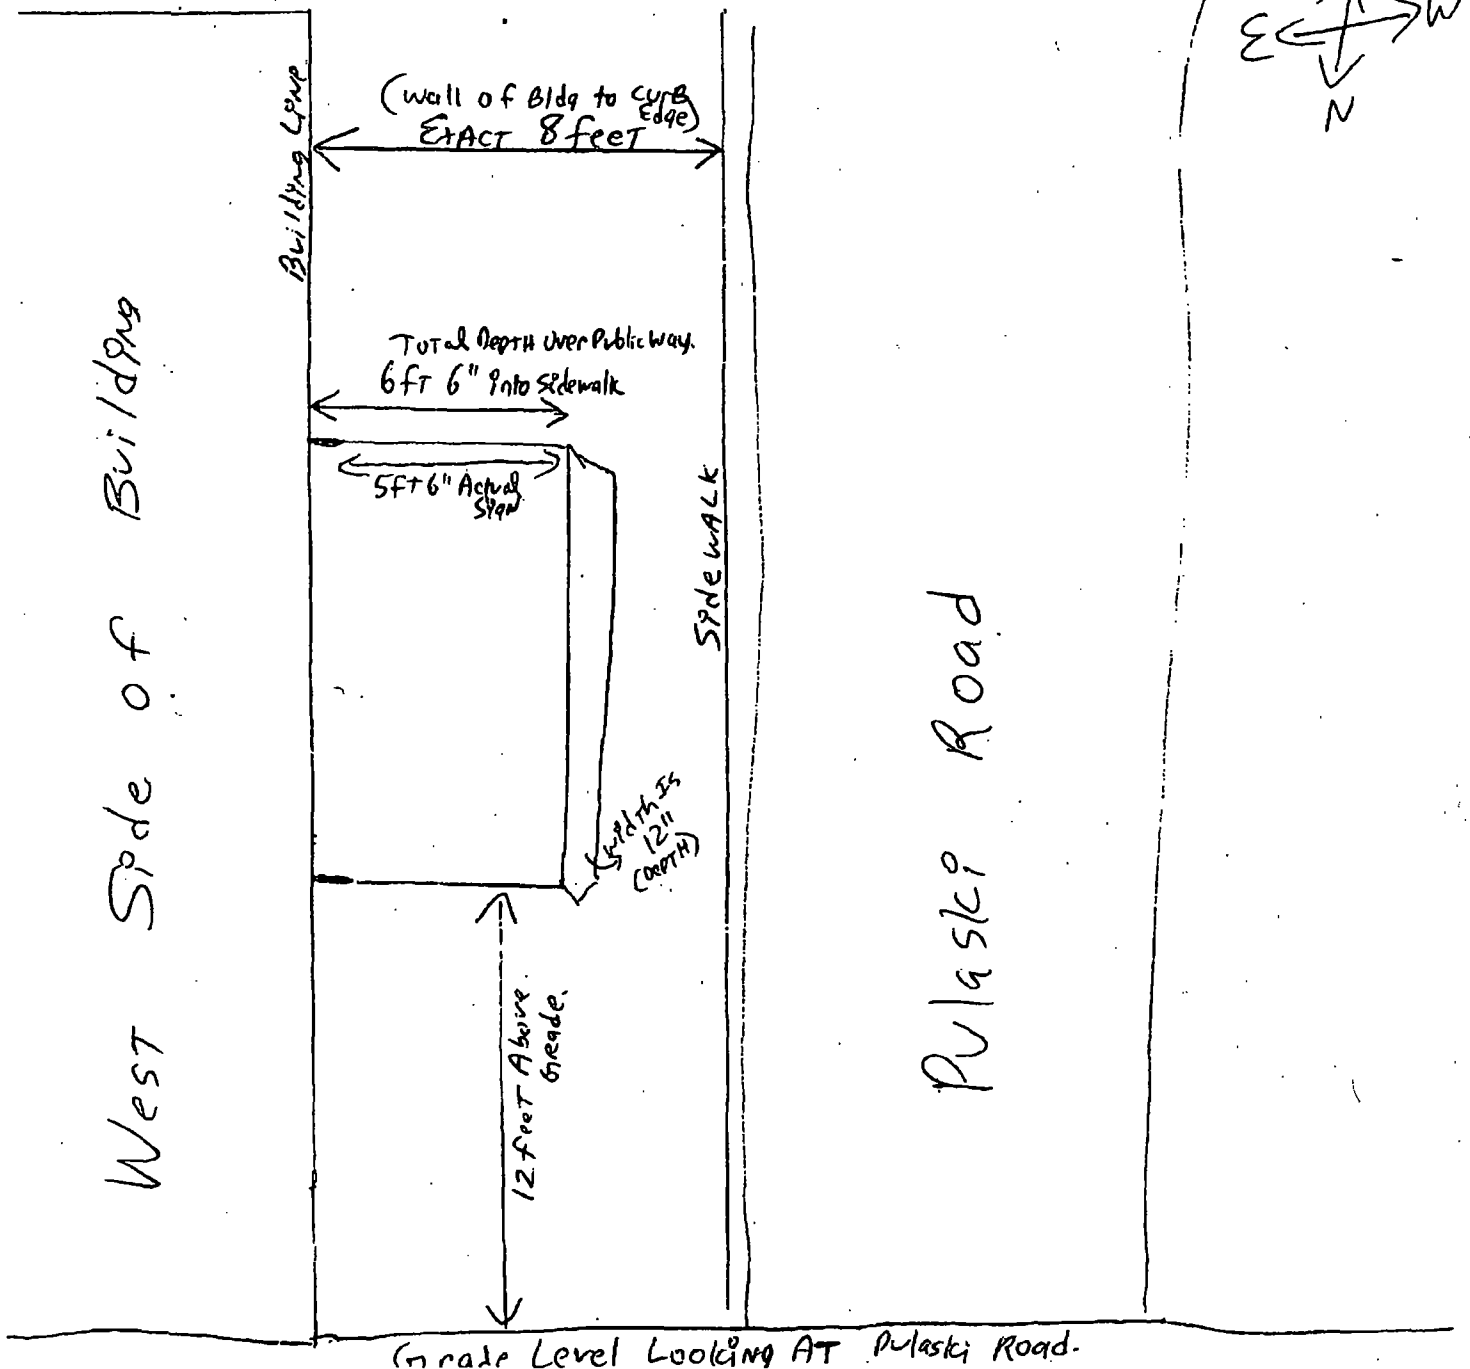 E
W
N
(Wall of Bldg to Curb
Edge)
EXACT 8 feet
Building Line
Total Depth Over Public Way.
6 fT 6" into sidewalk
5fT 6" Actual
Sign
West Side of Building
Sidewalk
Pulaski Road
Width Is
12"
(DepTH)
12 feeT Above
Grade.
Grade Level Looking AT Pulaski Road.